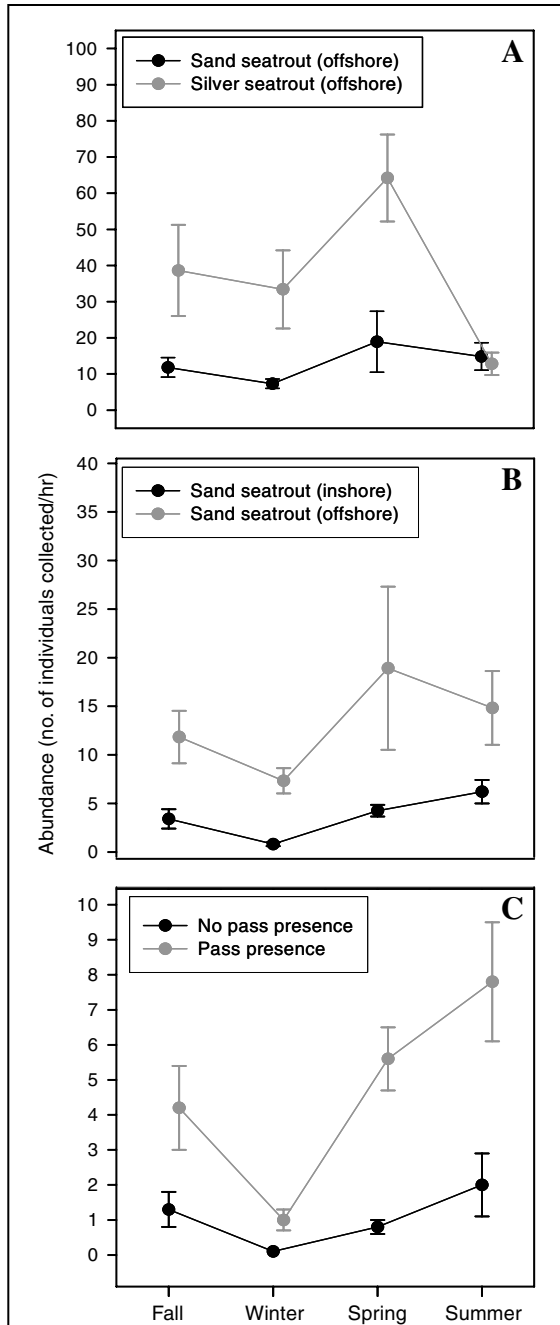 A
Sand seatrout (offshore)
Silver seatrout (offshore)
100
90
80
70
60
50
40
30
20
10
0
B
Sand seatrout (inshore)
Sand seatrout (offshore)
40
35
30
25
20
15
10
5
0
Abundance (no. of individuals collected/hr)
C
No pass presence
Pass presence
10
9
8
7
6
5
4
3
2
1
0
Fall Winter Spring Summer